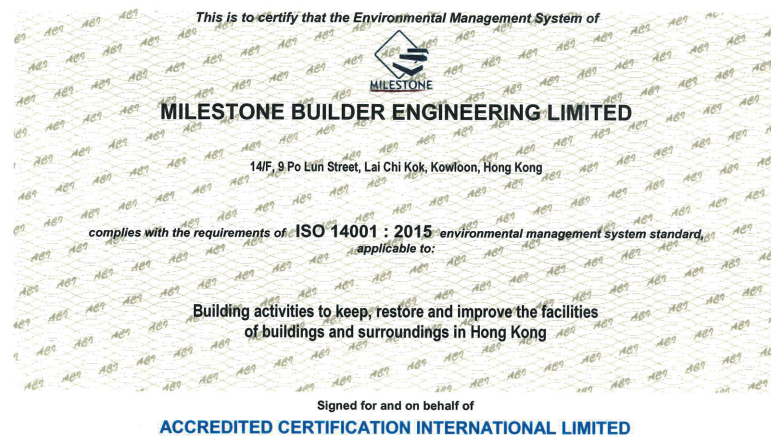 This is to certify that the Environmental Management System of
MILESTONE
MILESTONE BUILDER ENGINEERING LIMITED
14/F, 9 Po Lun Street, Lai Chi Kok, Kowloon, Hong Kong
complies with the requirements of ISO 14001 : 2015 environmental management system standard,
applicable to:
Building activities to keep, restore and improve the facilities
of buildings and surroundings in Hong Kong
Signed for and on behalf of
ACCREDITED CERTIFICATION INTERNATIONAL LIMITED